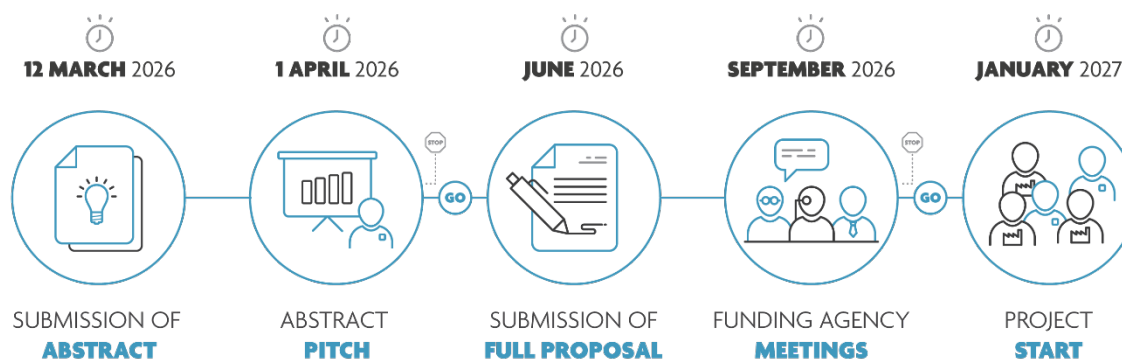 12 MARCH 2026
1 APRIL 2026
JUNE 2026
SEPTEMBER 2026
JANUARY 2027
STOP
GO
STOP
GO
SUBMISSION OF
ABSTRACT
ABSTRACT
PITCH
SUBMISSION OF
FULL PROPOSAL
FUNDING AGENCY
MEETINGS
PROJECT
START